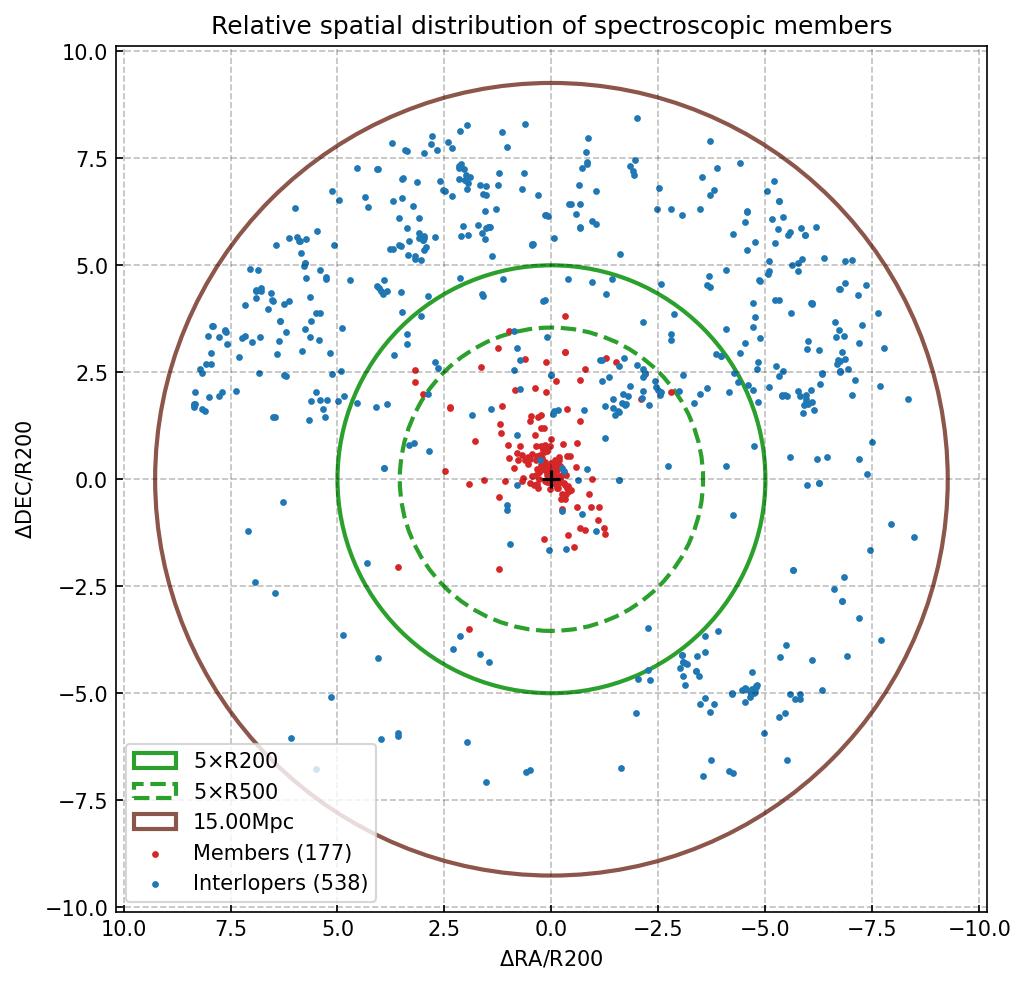 Relative spatial distribution of spectroscopic members
10.0
7.5
5.0
2.5
0.0
−2.5
−5.0
−7.5
−10.0
ΔDEC/R200
5×R200
5×R500
15.00Mpc
Members (177)
Interlopers (538)
10.0 7.5 5.0 2.5 0.0 −2.5 −5.0 −7.5 −10.0
ΔRA/R200